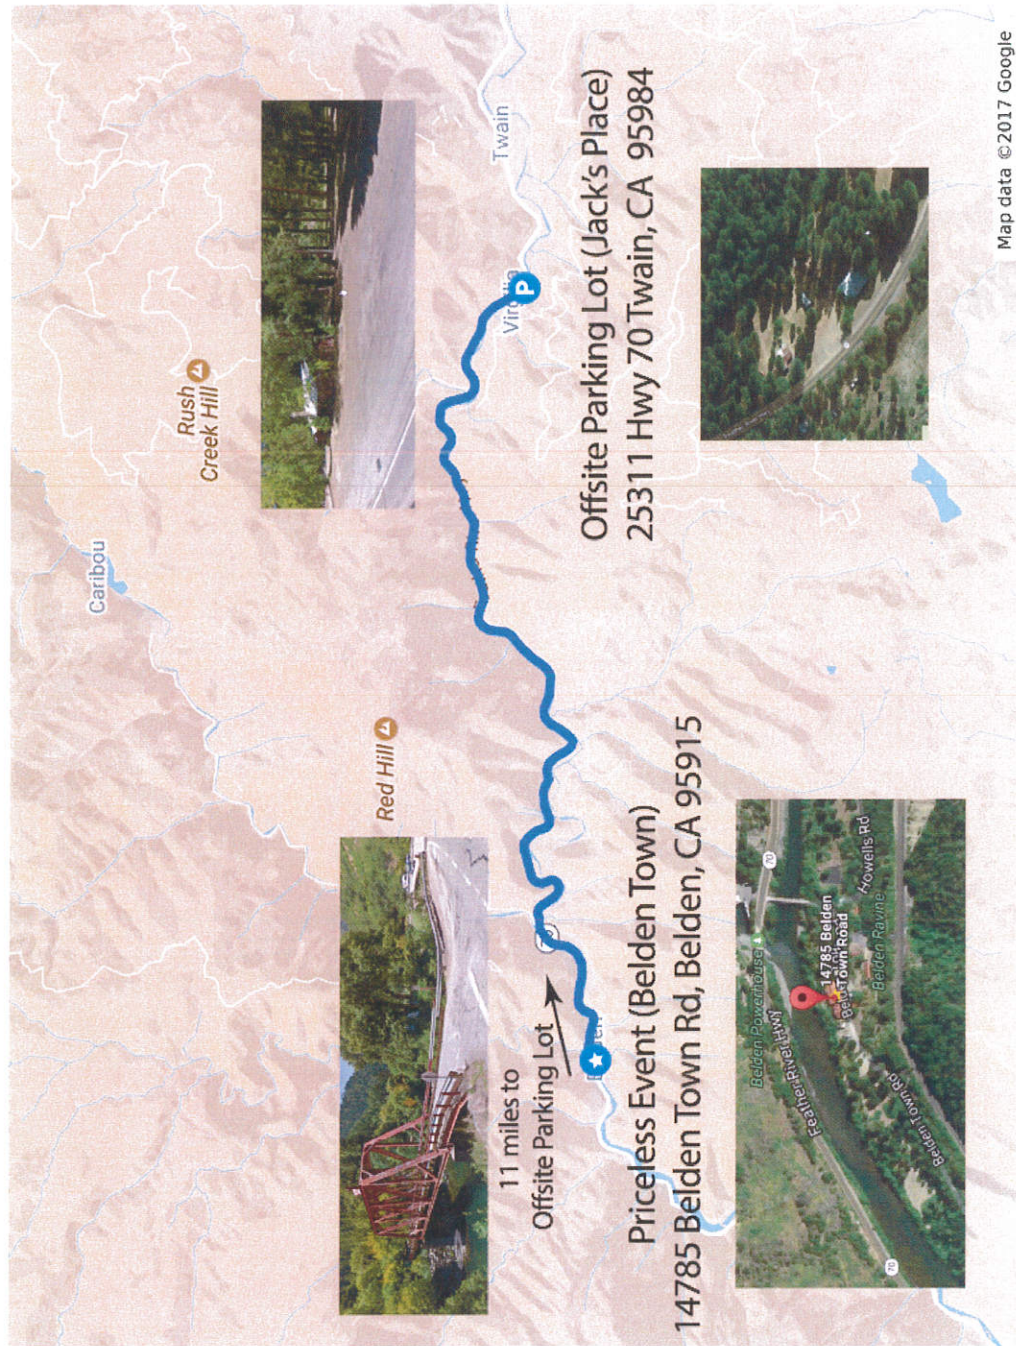 Caribou
Rush
Creek Hill
Red Hill
Twain
Offsite Parking Lot (Jack's Place)
25311 Hwy 70 Twain, CA 95984
P
11 miles to
Offsite Parking Lot
Priceless Event (Belden Town)
14785 Belden Town Rd, Belden, CA 95915
70
Belden Powerhouse
Feather River Hwy
14785 Belden
Town Road
Howells Rd
Belden Ravine
Belden Town Rd
70
Map data ©2017 Google